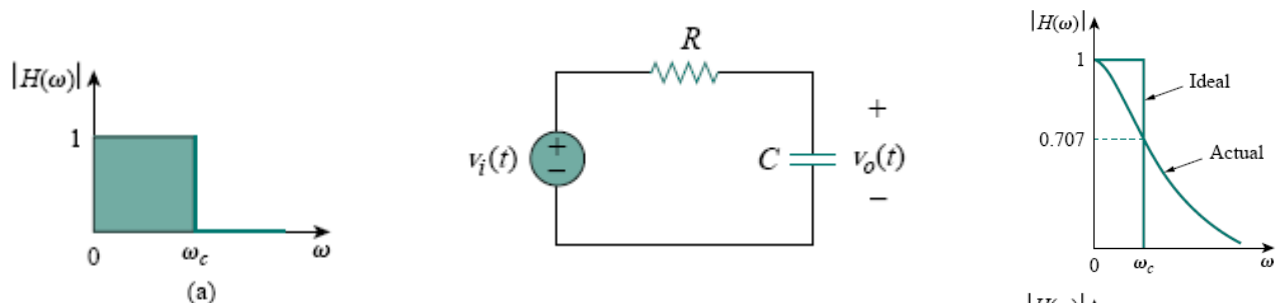 |H(ω)|
1
0
ω_c
ω
(a)
R
v_i(t)
+
−
C
+
v_o(t)
−
|H(ω)|
1
0.707
Ideal
Actual
0
ω_c
ω
|H(ω)|